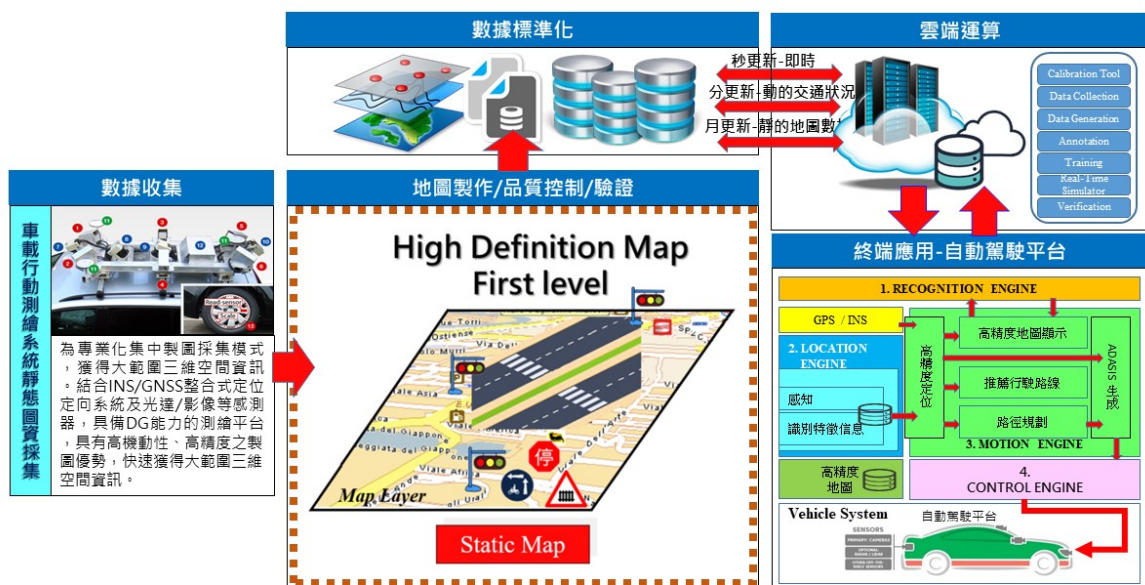 數據標準化
秒更新-即時
分更新-動的交通狀況
月更新-靜的地圖數
雲端運算
Calibration Tool
Data Collection
Data Generation
Annotation
Training
Real-Time
Simulator
Verification
數據收集
車載行動測繪系統靜態圖資採集
Read-sensor
Scale
為專業化集中製圖採集模式
，獲得大範圍三維空間資訊
。結合INS/GNSS整合式定位
定向系統及光達/影像等感測
器，具備DG能力的測繪平台
，具有高機動性、高精度之製
圖優勢，快速獲得大範圍三維
空間資訊。
地圖製作/品質控制/驗證
High Definition Map
First level
Ostiense
Viale Africa
停
Map Layer
Static Map
終端應用-自動駕駛平台
1. RECOGNITION ENGINE
GPS / INS
2. LOCATION
ENGINE
感知
識別特徵信息
高精度定位
高精度地圖顯示
推薦行駛路線
路徑規劃
ADASIS 生成
3. MOTION ENGINE
高精度
地圖
4.
CONTROL ENGINE
Vehicle System
自動駕駛平台
SENSORS
PRIMARY: CAMERAS